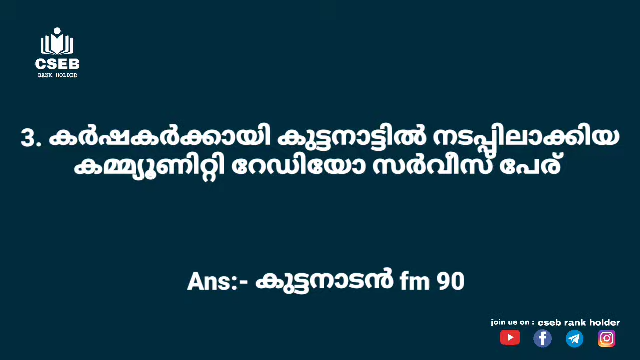 CSEB
RANK HOLDER
3. കർഷകർക്കായി കുട്ടനാട്ടിൽ നടപ്പിലാക്കിയ
കമ്മ്യൂണിറ്റി റേഡിയോ സർവീസ് പേര്
Ans:- കുട്ടനാടൻ fm 90
join us on : cseb rank holder